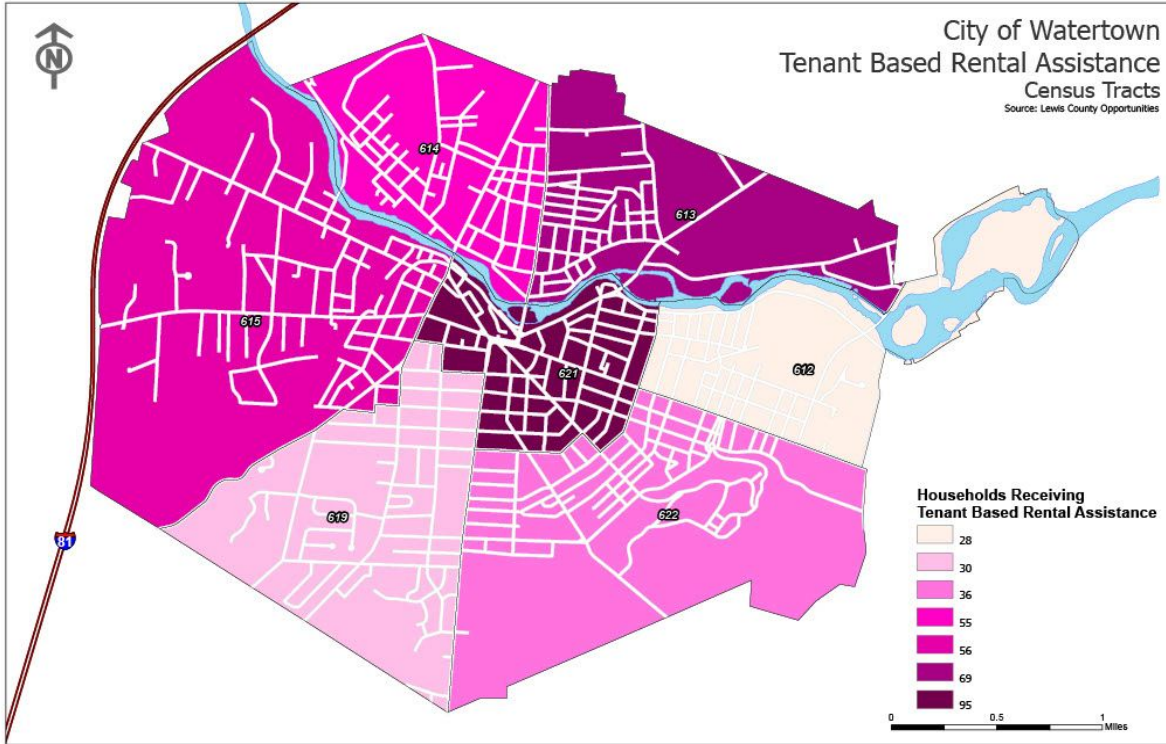 N
City of Watertown
Tenant Based Rental Assistance
Census Tracts
Source: Lewis County Opportunities
614
613
615
621
612
619
622
81
Households Receiving
Tenant Based Rental Assistance
28
30
36
55
56
69
95
0 0.5 1
Miles